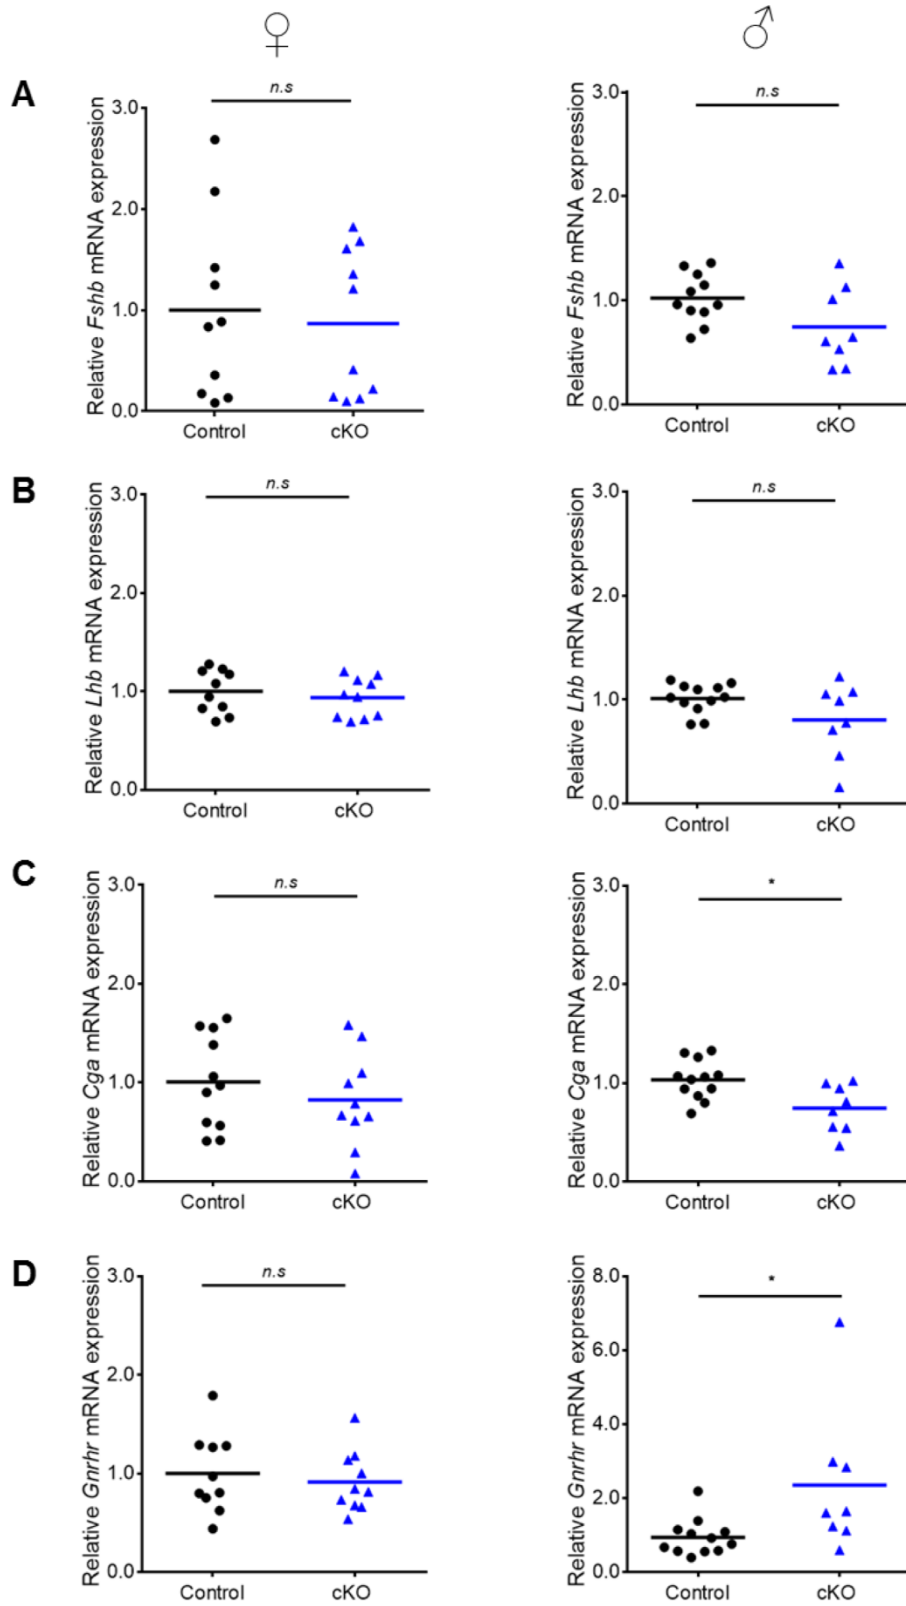 ♀ ♂
A
n.s
Relative Fshb mRNA expression
3.0
2.0
1.0
0.0
Control cKO
n.s
Relative Fshb mRNA expression
3.0
2.0
1.0
0.0
Control cKO
B
n.s
Relative Lhb mRNA expression
3.0
2.0
1.0
0.0
Control cKO
n.s
Relative Lhb mRNA expression
3.0
2.0
1.0
0.0
Control cKO
C
n.s
Relative Cga mRNA expression
3.0
2.0
1.0
0.0
Control cKO
*
Relative Cga mRNA expression
3.0
2.0
1.0
0.0
Control cKO
D
n.s
Relative Gnrhr mRNA expression
3.0
2.0
1.0
0.0
Control cKO
*
Relative Gnrhr mRNA expression
8.0
6.0
4.0
2.0
0.0
Control cKO